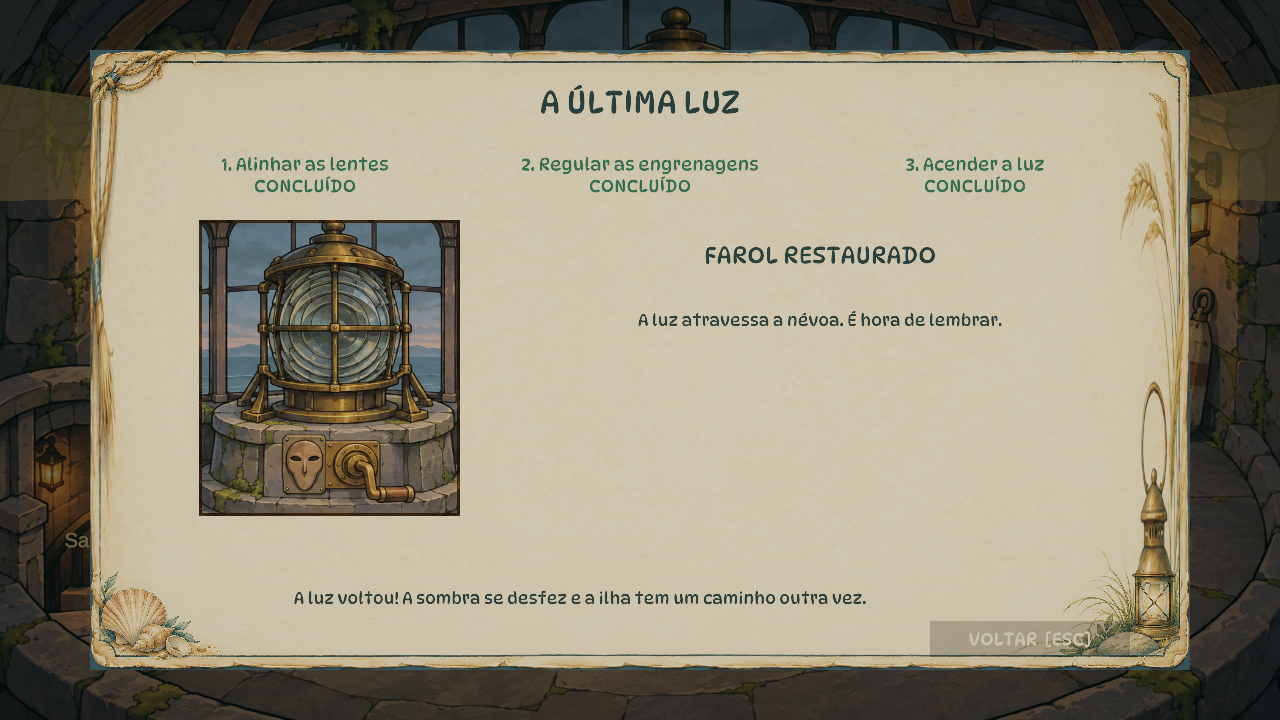 A ÚLTIMA LUZ
1. Alinhar as lentes
CONCLUÍDO
2. Regular as engrenagens
CONCLUÍDO
3. Acender a luz
CONCLUÍDO
FAROL RESTAURADO
A luz atravessa a névoa. É hora de lembrar.
Sa
A luz voltou! A sombra se desfez e a ilha tem um caminho outra vez.
VOLTAR [ESC]